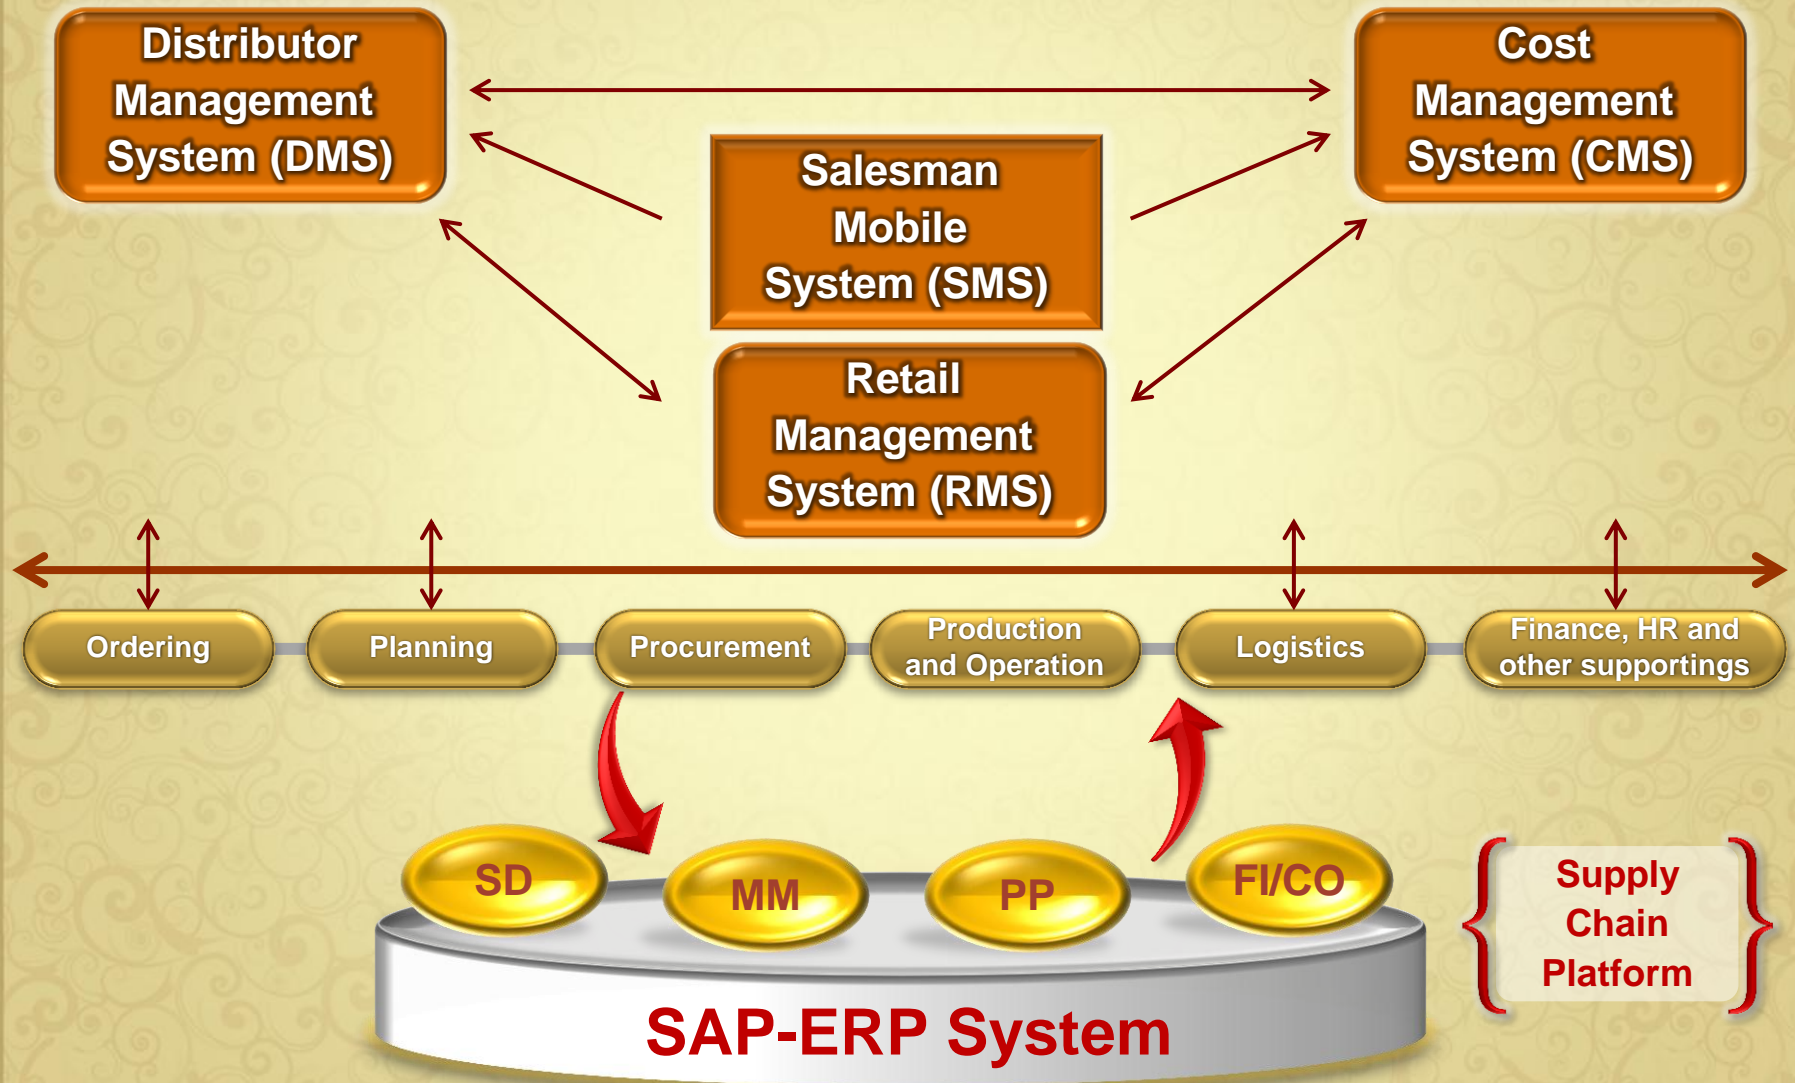 Distributor
Management
System (DMS)
Cost
Management
System (CMS)
Salesman
Mobile
System (SMS)
Retail
Management
System (RMS)
Ordering
Planning
Procurement
Production
and Operation
Logistics
Finance, HR and
other supportings
SD
MM
PP
FI/CO
Supply
Chain
Platform
SAP-ERP System